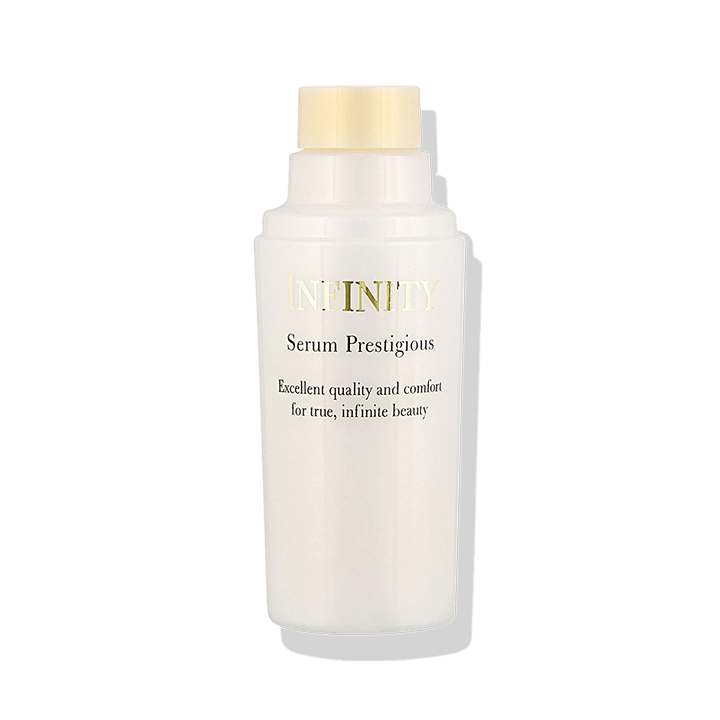 INFINITY
Serum Prestigious
Excellent quality and comfort
for true, infinite beauty